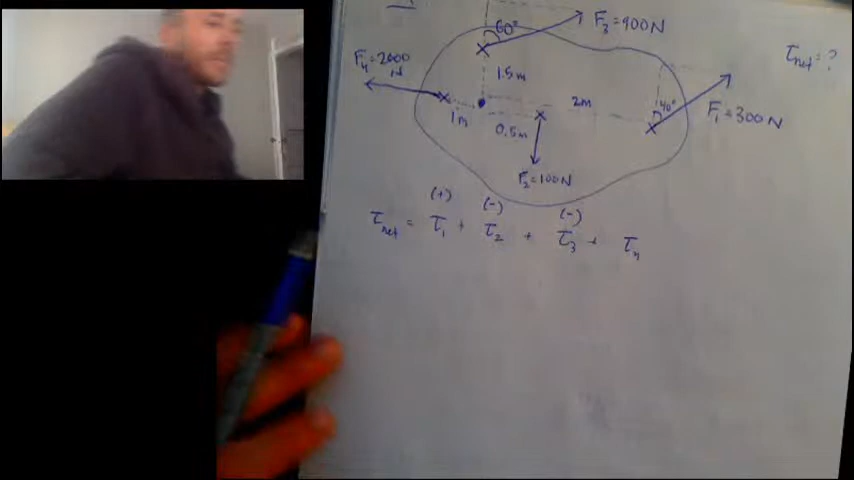 60°
F₃ = 900N
τnet = ?
F₄ = 2000 N
1.5m
2m
40°
F₁ = 300N
1m
0.5m
F₂ = 100N
(+) (-) (-)
τnet = τ₁ + τ₂ + τ₃ + τ₄